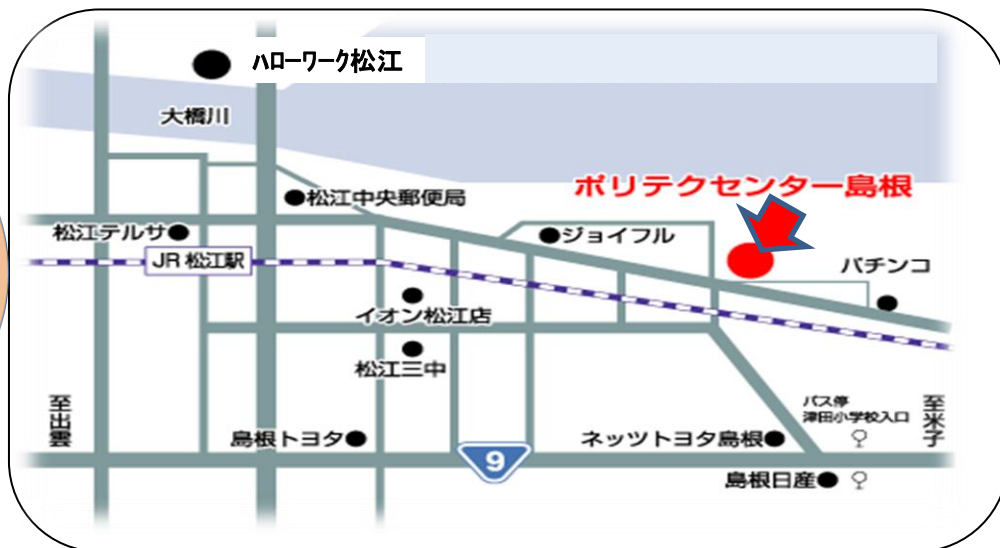 ﾊﾛｰﾜｰｸ松江
大橋川
ポリテクセンター島根
松江中央郵便局
松江テルサ
ジョイフル
JR 松江駅
パチンコ
イオン松江店
松江三中
至出雲
バス停
津田小学校入口
至米子
島根トヨタ
9
ネッツトヨタ島根
島根日産